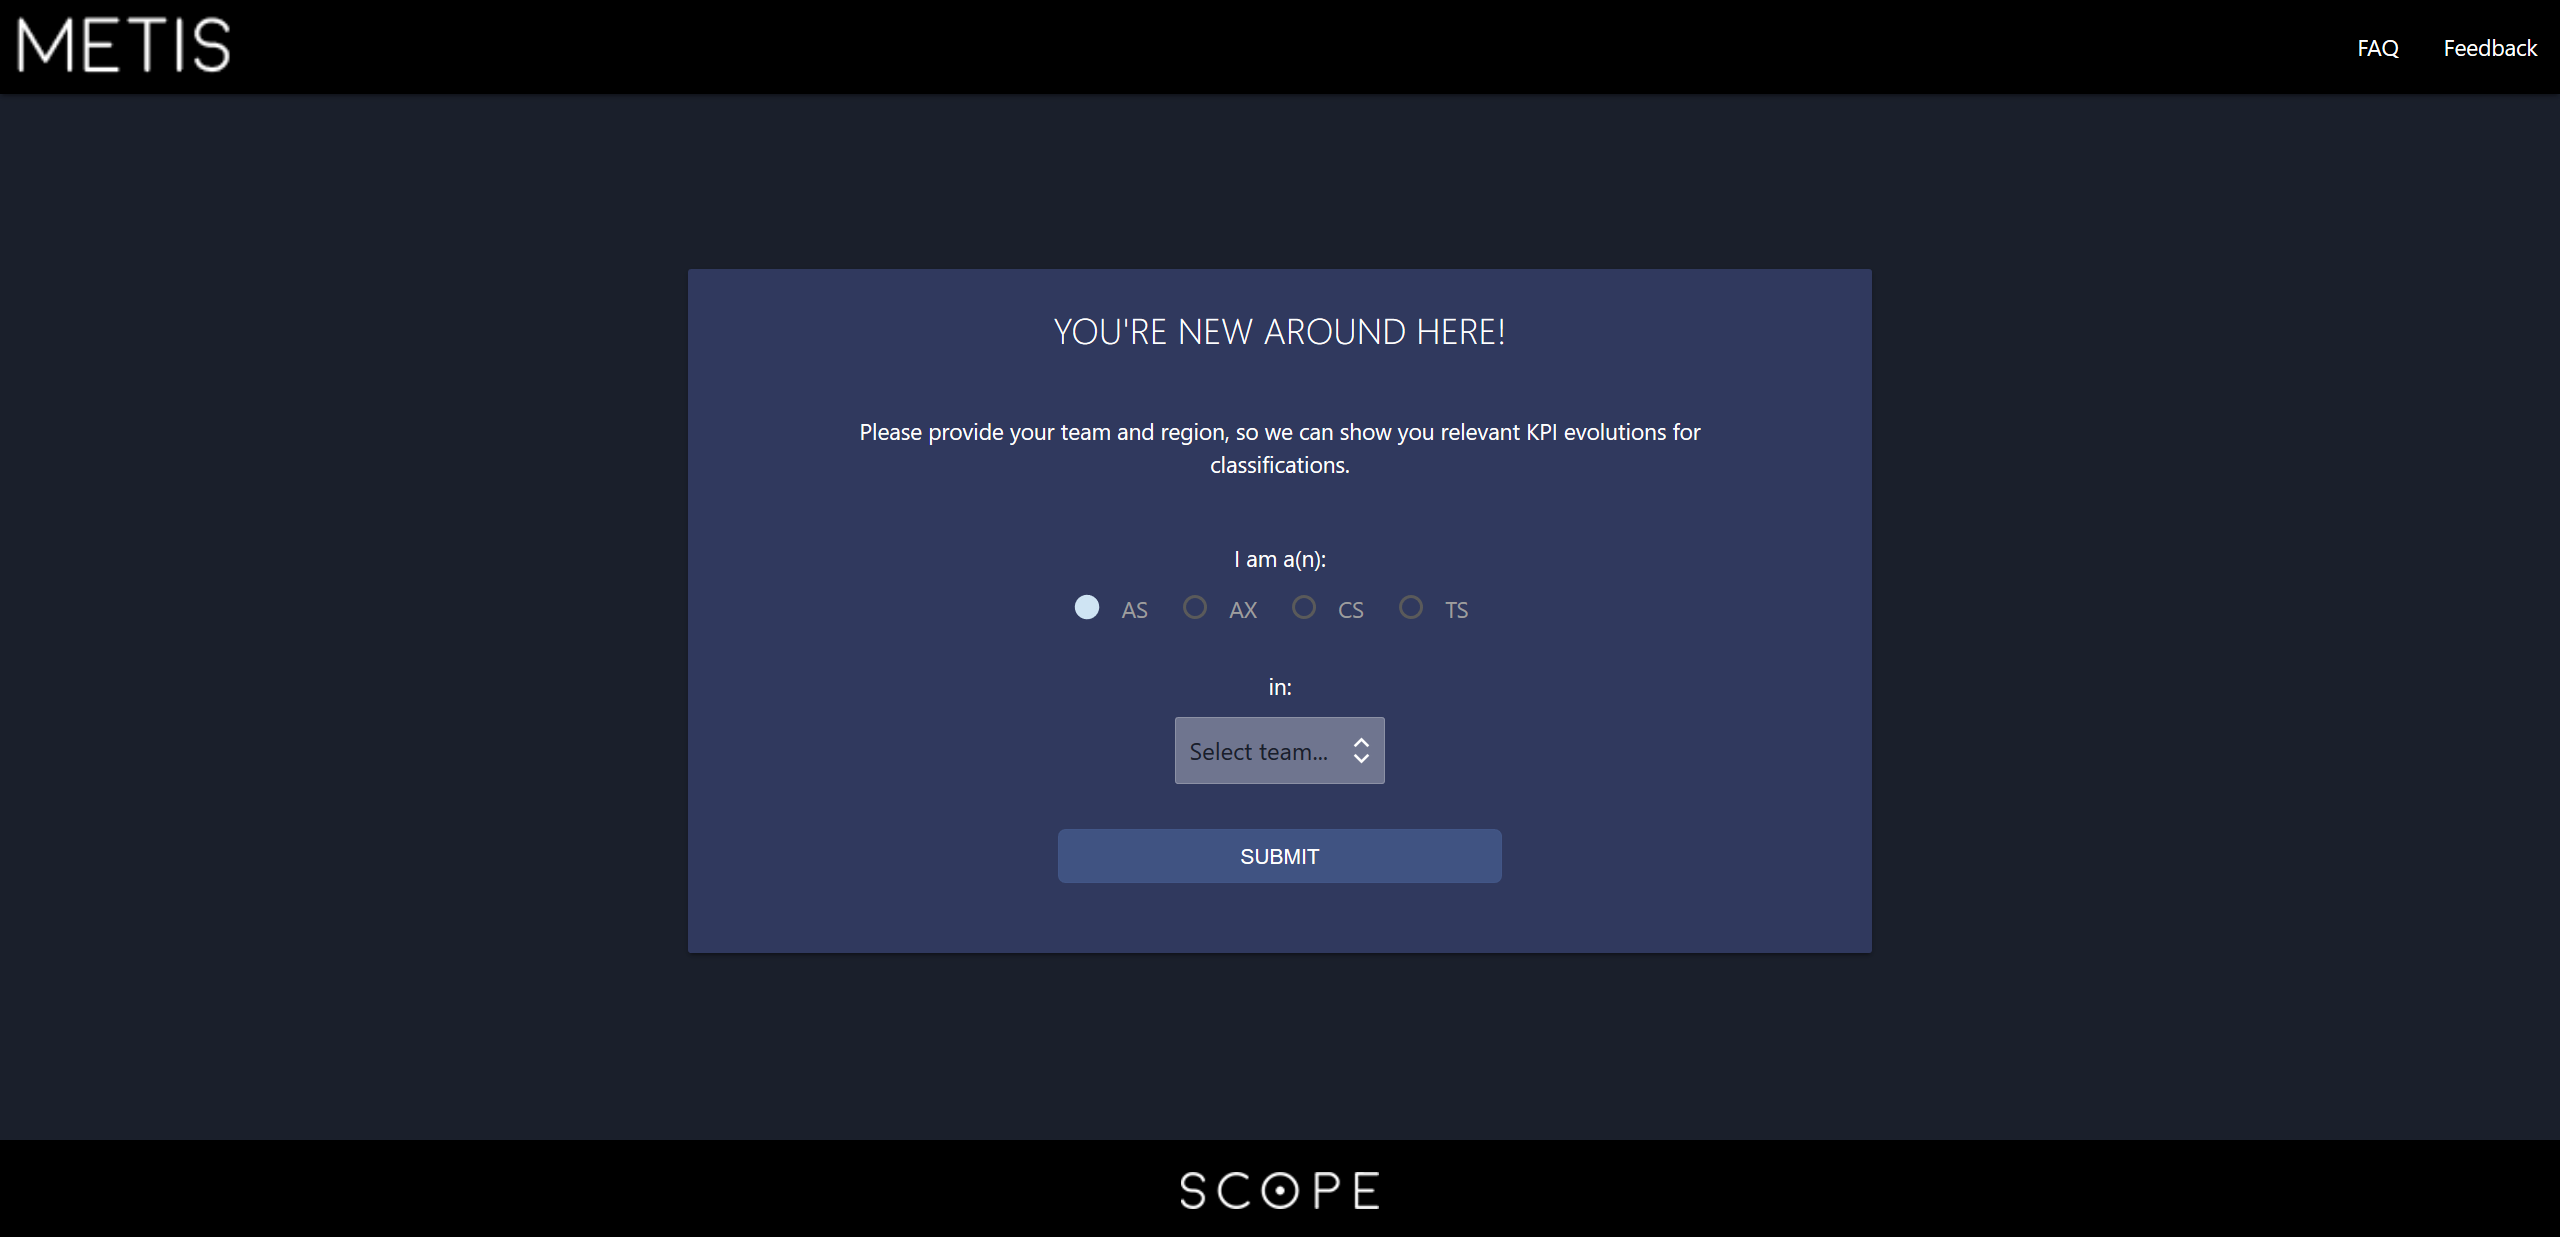 METIS
FAQ
Feedback
YOU'RE NEW AROUND HERE!
Please provide your team and region, so we can show you relevant KPI evolutions for
classifications.
I am a(n):
AS AX CS TS
in:
Select team...
SUBMIT
SCOPE